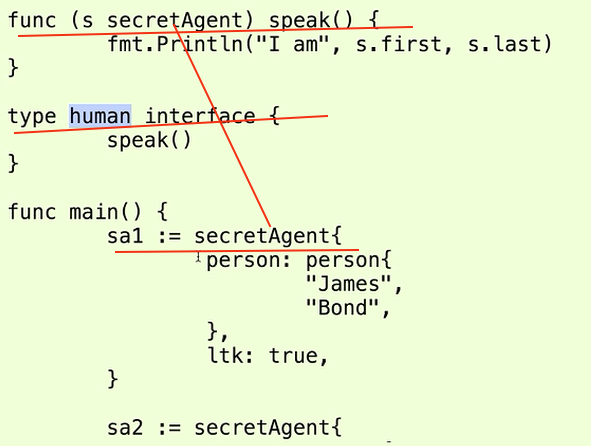 func (s secretAgent) speak() {
fmt.Println("I am", s.first, s.last)
}
type human interface {
speak()
}
func main() {
sa1 := secretAgent{
person: person{
"James",
"Bond",
},
ltk: true,
}
sa2 := secretAgent{